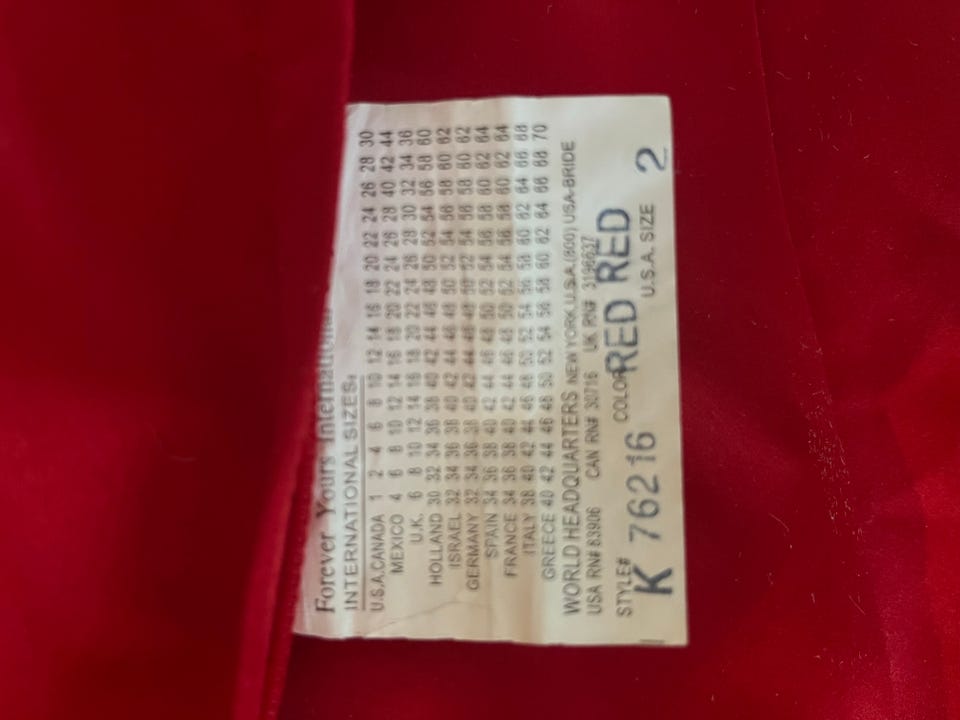 Forever Yours International
INTERNATIONAL SIZES:
U.S.A.CANADA 1 2 4 6 8 10 12 14 16 18 20 22 24 26 28 30
MEXICO 4 6 8 10 12 14 16 18 20 22 24 26 28 40 42 44
U.K. 6 8 10 12 14 16 18 20 22 24 26 28 30 32 34 36
HOLLAND 30 32 34 36 38 40 42 44 46 48 50 52 54 56 58 60
ISRAEL 32 34 36 38 40 42 44 46 48 50 52 54 56 58 60 62
GERMANY 32 34 36 38 40 42 44 46 48 50 52 54 56 58 60 62
SPAIN 34 36 38 40 42 44 46 48 50 52 54 56 58 60 62 64
FRANCE 34 36 38 40 42 44 46 48 50 52 54 56 58 60 62 64
ITALY 38 40 42 44 46 48 50 52 54 56 58 60 62 64 66 68
GREECE 40 42 44 46 48 50 52 54 56 58 60 62 64 66 68 70
WORLD HEADQUARTERS NEW YORK, U.S.A. (800) USA-BRIDE
USA RN# 83906 CAN RN# 30716 UK RN# 3196637
STYLE# COLOR RED RED
K 76216 U.S.A. SIZE 2